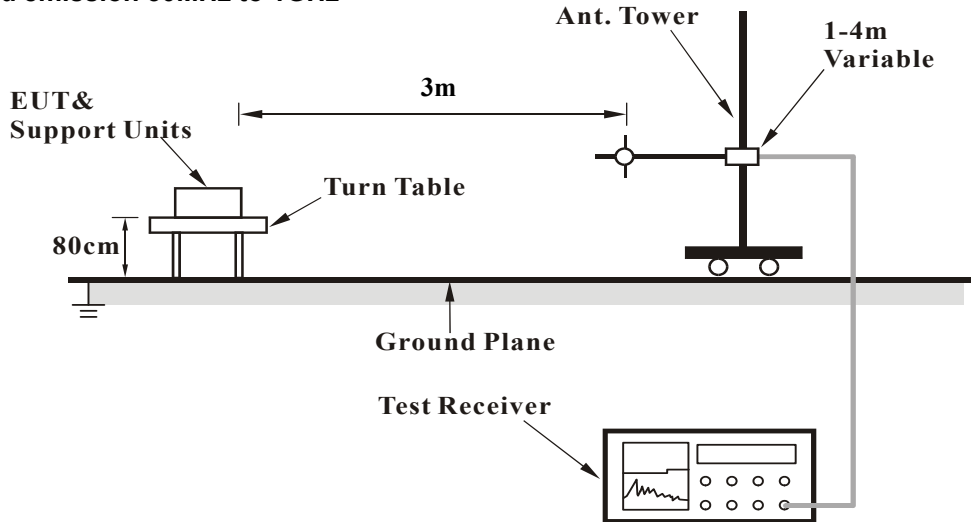 Ant. Tower
1-4m
Variable
3m
EUT&
Support Units
Turn Table
80cm
Ground Plane
Test Receiver